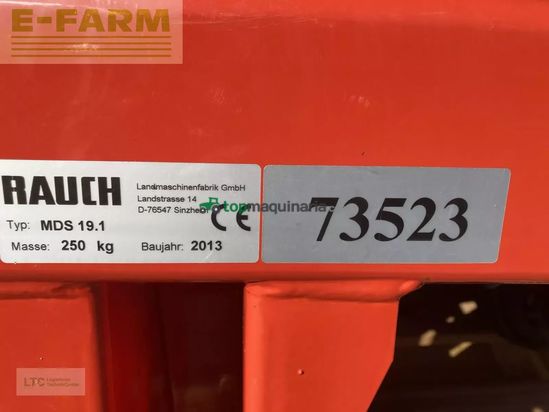 E-FARM
RAUCH
Landmaschinenfabrik GmbH
Landstrasse 14
D-76547 Sinzheim
CE
Typ: MDS 19.1
Masse: 250 kg
Baujahr: 2013
topmaquinaria
73523
LTC